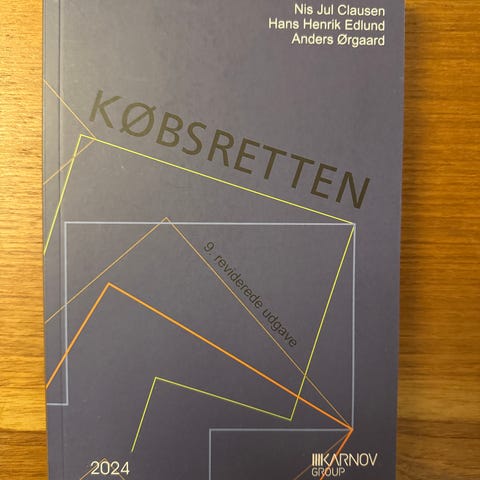 Nis Jul Clausen
Hans Henrik Edlund
Anders Ørgaard
KØBSRETTEN
9. reviderede udgave
2024
KARNOV
GROUP